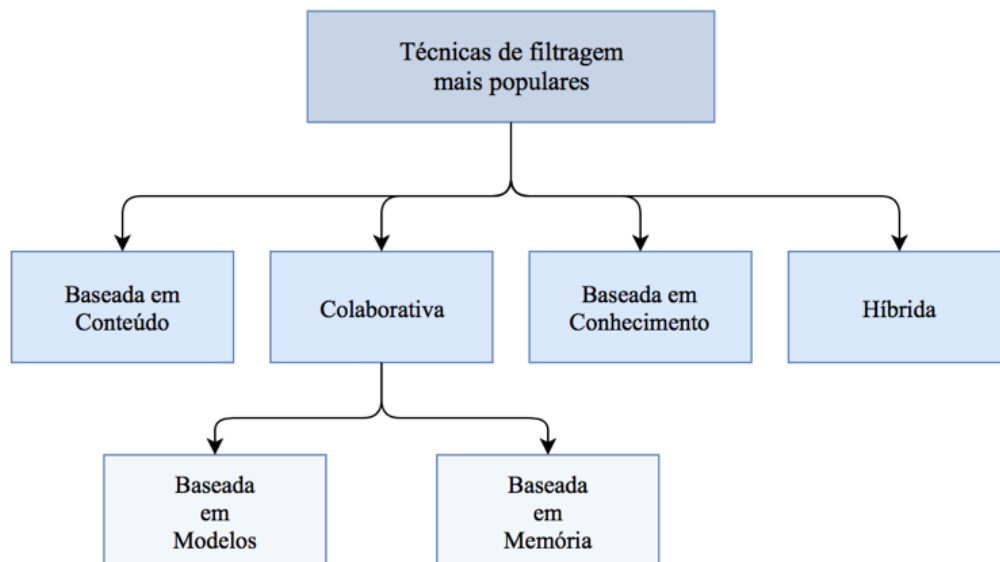 Técnicas de filtragem
mais populares
Baseada em
Conteúdo
Colaborativa
Baseada em
Conhecimento
Híbrida
Baseada
em
Modelos
Baseada
em
Memória